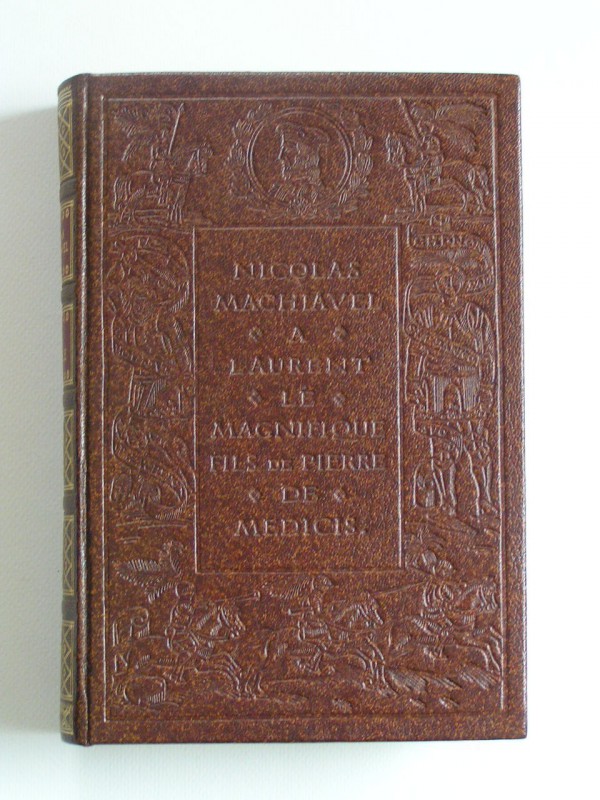 NICOLAS
MACHIAVEL
A
LAURENT
LE
MAGNIFIQUE
FILS DE PIERRE
DE
MEDICIS.